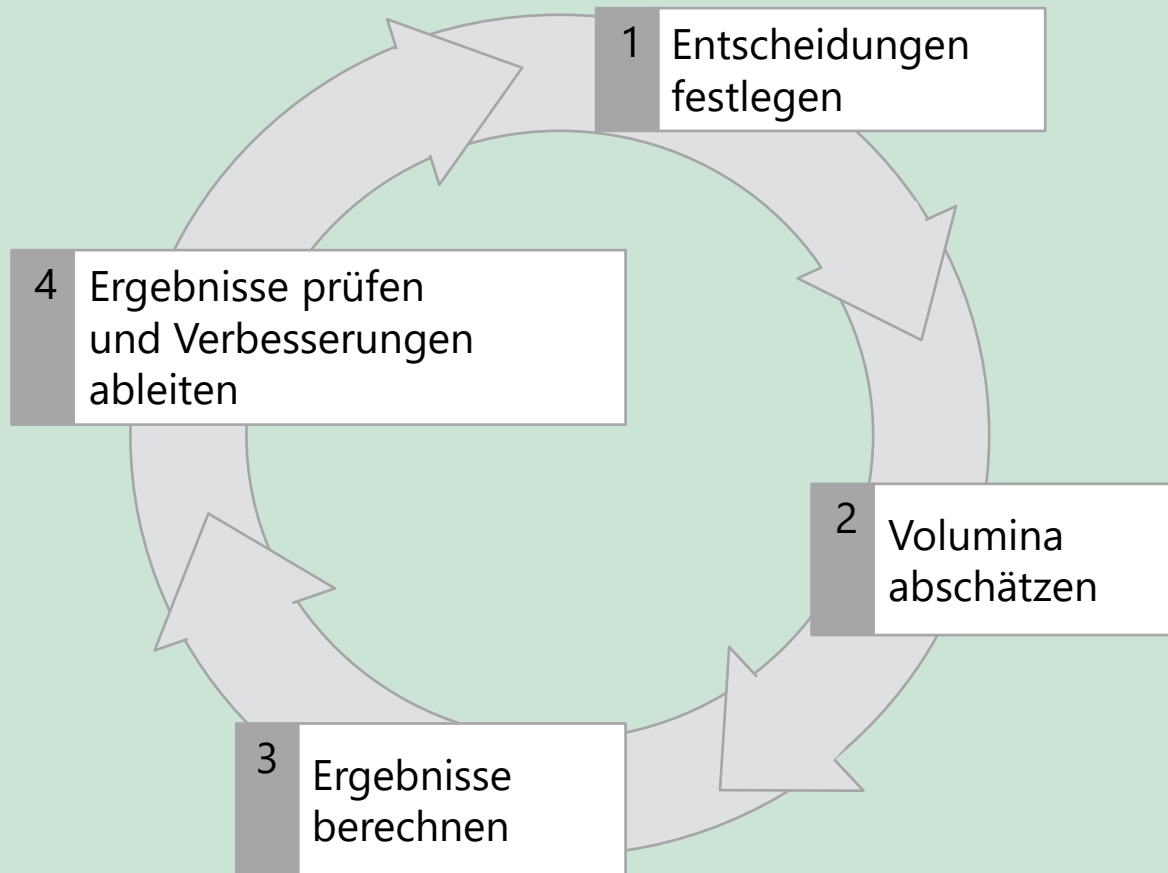 1 Entscheidungen
festlegen
2 Volumina
abschätzen
3 Ergebnisse
berechnen
4 Ergebnisse prüfen
und Verbesserungen
ableiten